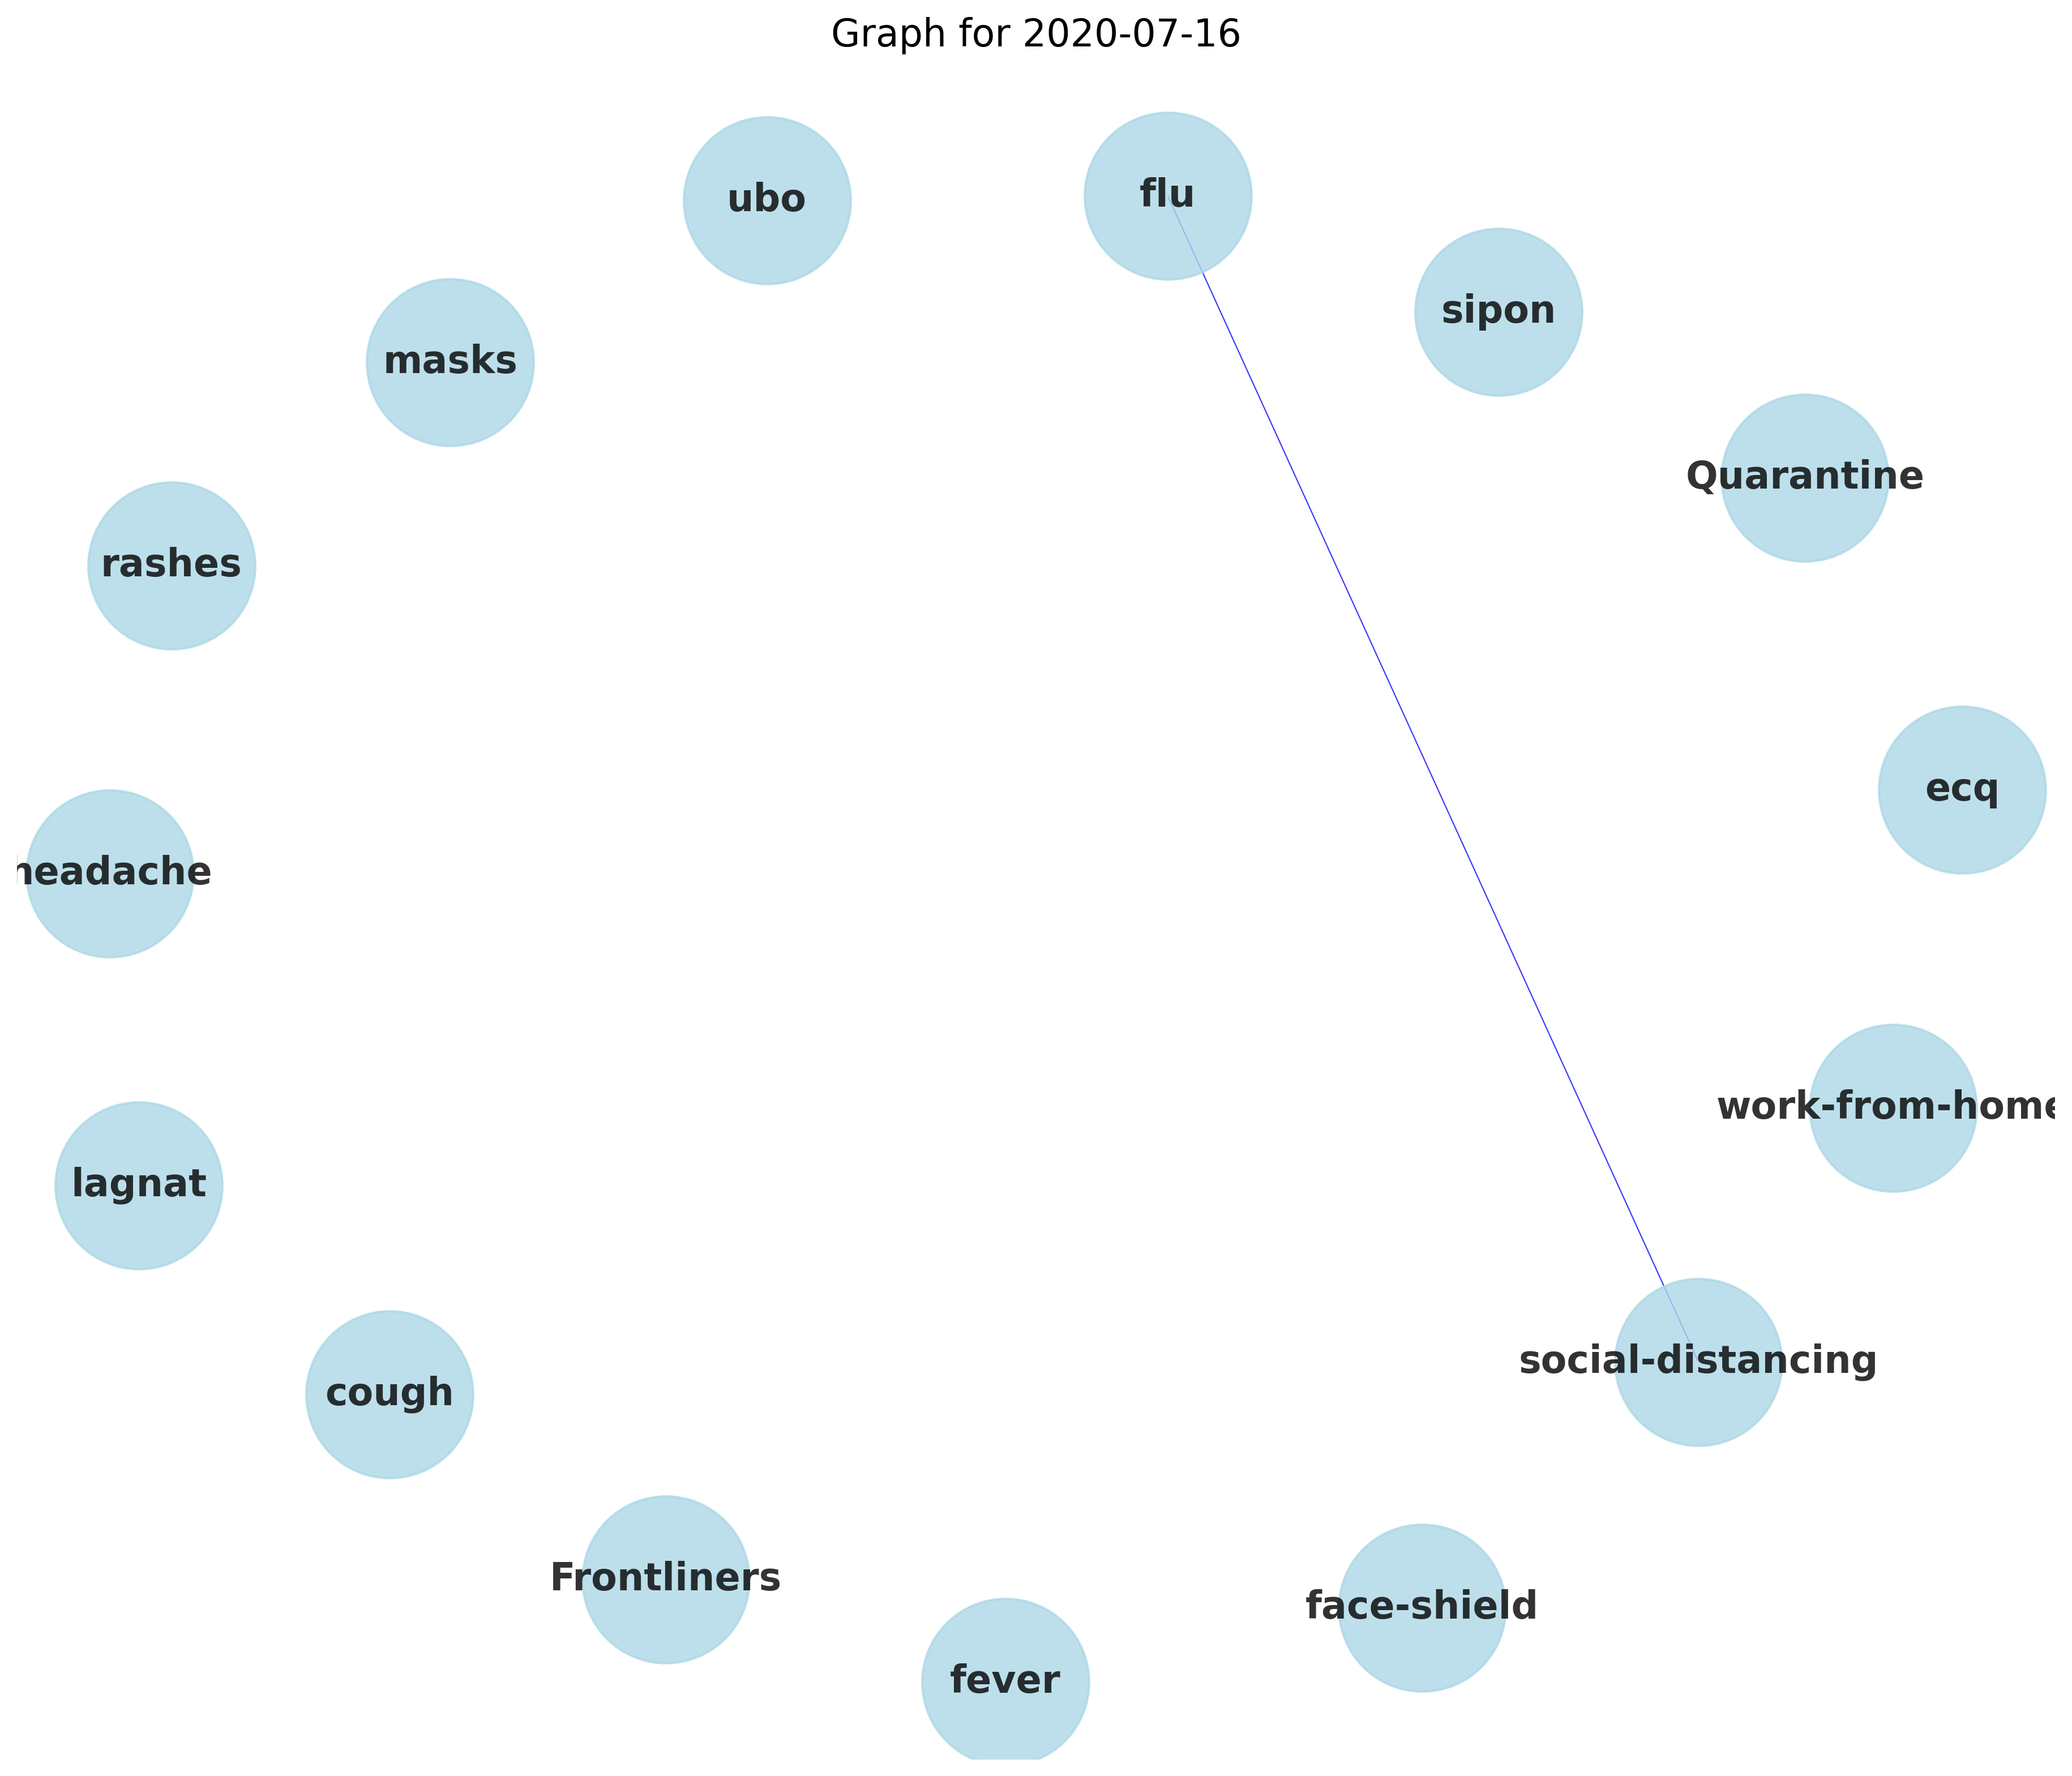 Graph for 2020-07-16
flu
ubo
sipon
masks
Quarantine
rashes
ecq
headache
work-from-home
lagnat
social-distancing
cough
Frontliners
face-shield
fever